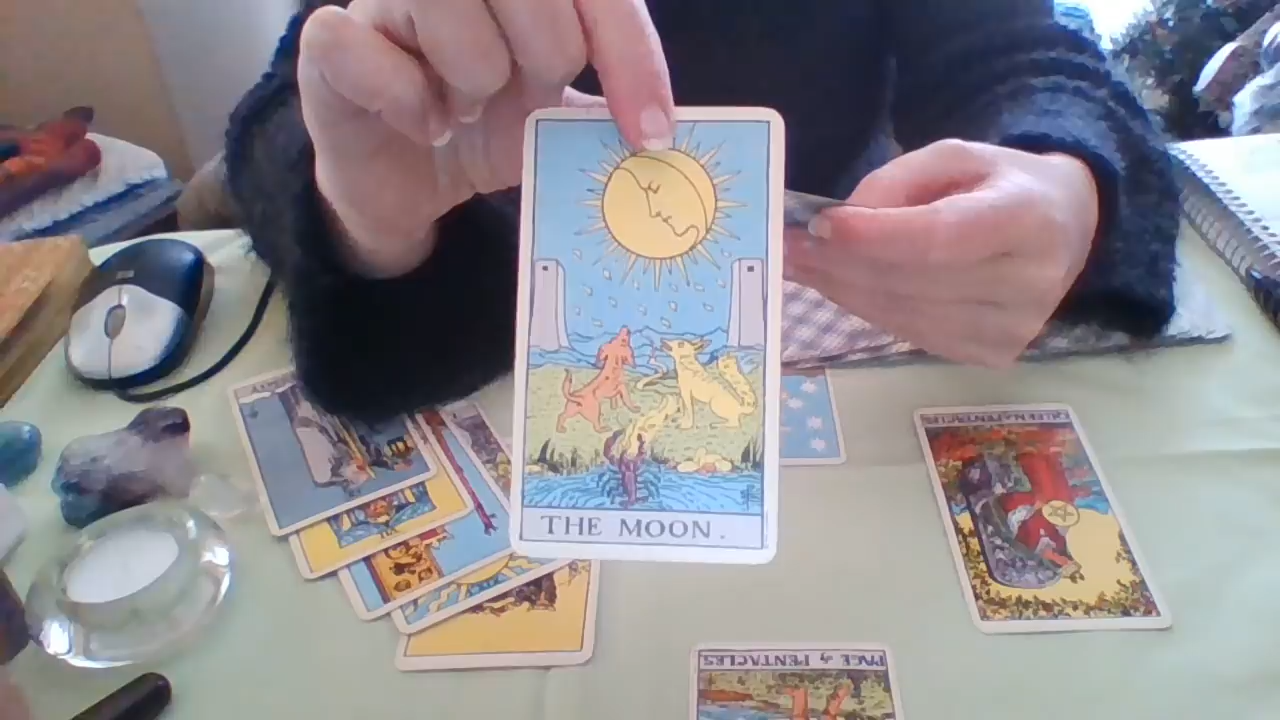 THE MOON.
QUEEN of PENTACLES
PAGE of PENTACLES